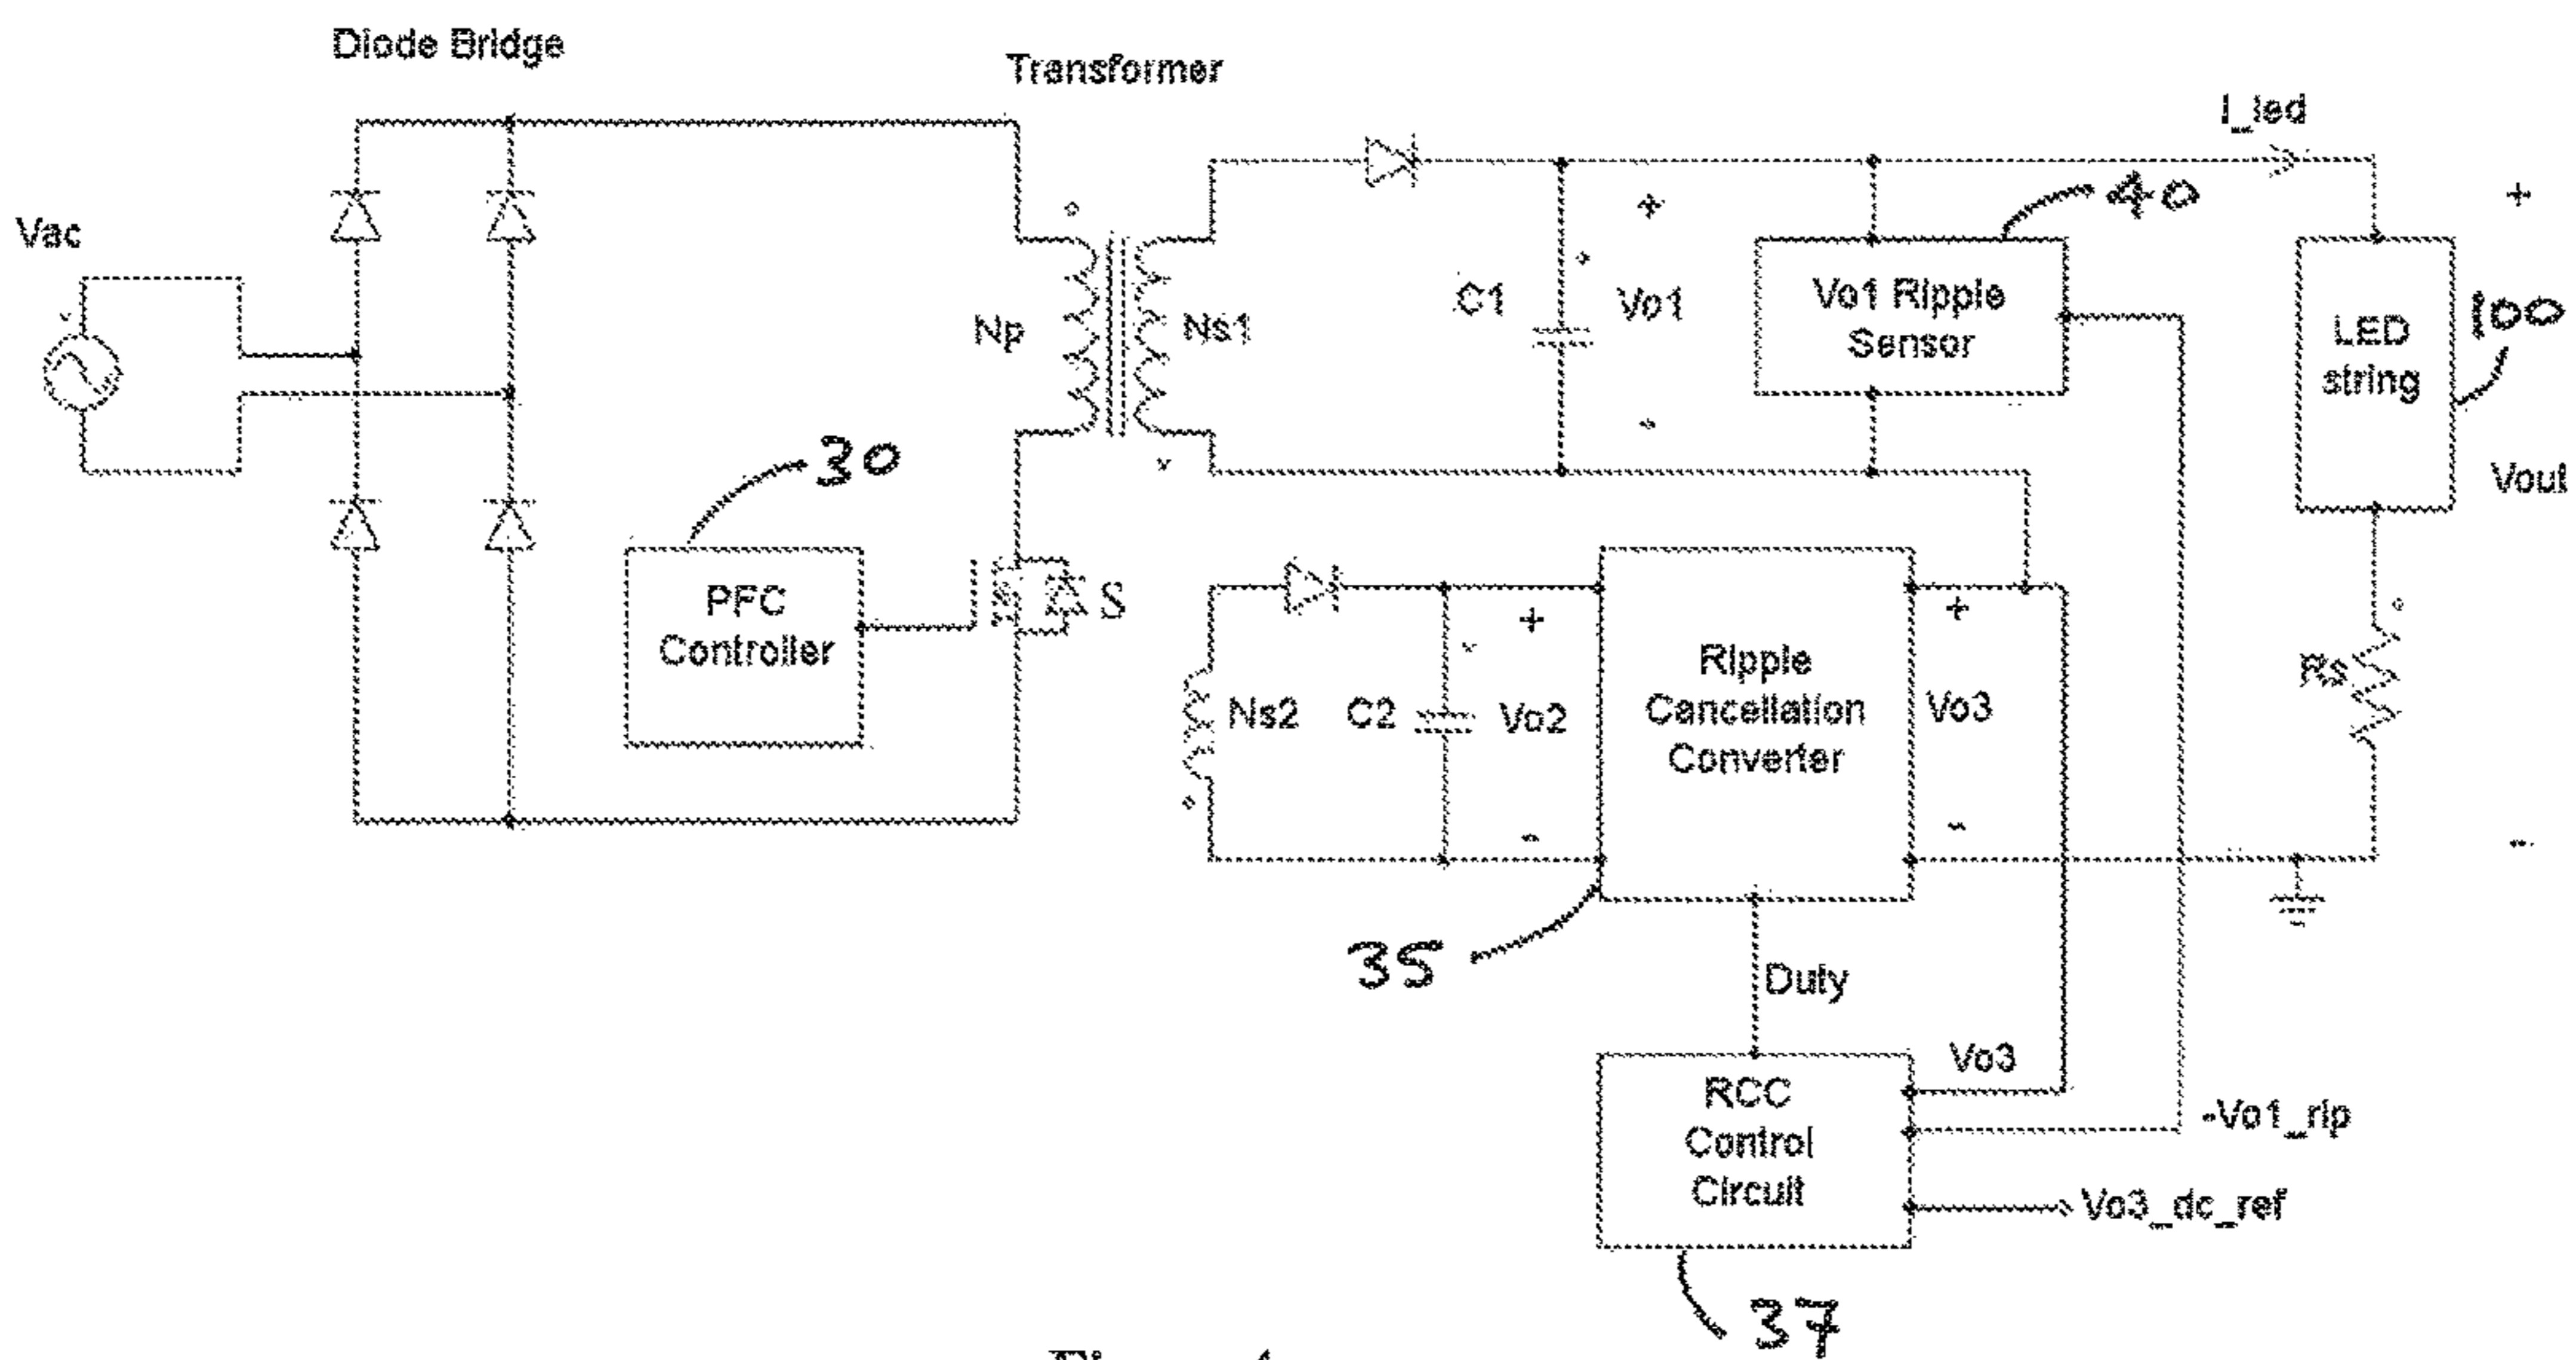 Diode Bridge
Transformer
I_led
40
+
Vac
+
Vo1 Ripple
Sensor
100
C1
Vo1
LED
string
Np
Ns1
-
30
Vout
PFC
Controller
S
+
+
Ripple
Cancellation
Converter
Rs
Ns2
C2
Vo2
Vo3
-
-
-
35
Duty
Vo3
RCC
Control
Circuit
-Vo1_rip
Vo3_dc_ref
37